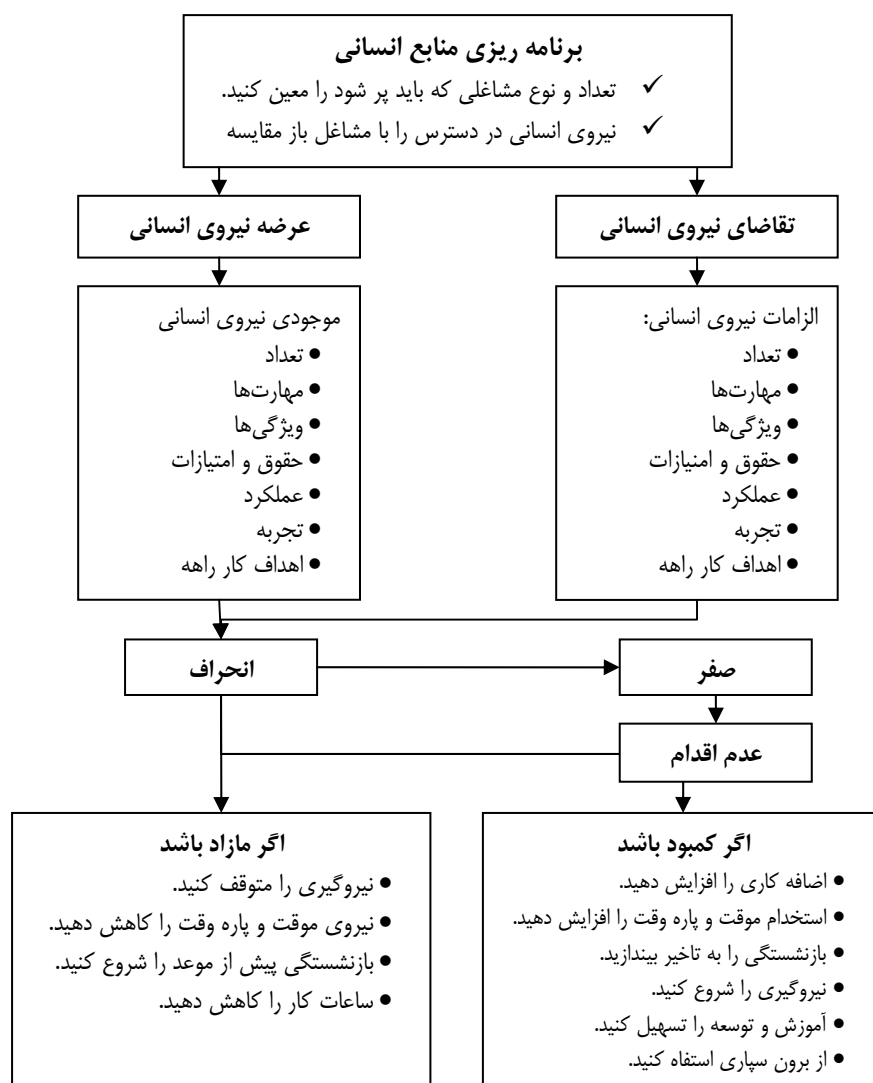 برنامه ریزی منابع انسانی
✓ تعداد و نوع مشاغلی که باید پر شود را معین کنید.
✓ نیروی انسانی در دسترس را با مشاغل باز مقایسه
تقاضای نیروی انسانی
عرضه نیروی انسانی
الزامات نیروی انسانی:
• تعداد
• مهارت‌ها
• ویژگی‌ها
• حقوق و امنیازات
• عملکرد
• تجربه
• اهداف کار راهه
موجودی نیروی انسانی
• تعداد
• مهارت‌ها
• ویژگی‌ها
• حقوق و امتیازات
• عملکرد
• تجربه
• اهداف کار راهه
انحراف
صفر
عدم اقدام
اگر کمبود باشد
• اضافه کاری را افزایش دهید.
• استخدام موقت و پاره وقت را افزایش دهید.
• بازنشستگی را به تاخیر بیندازید.
• نیروگیری را شروع کنید.
• آموزش و توسعه را تسهیل کنید.
• از برون سپاری استفاه کنید.
اگر مازاد باشد
• نیروگیری را متوقف کنید.
• نیروی موقت و پاره وقت را کاهش دهید.
• بازنشستگی پیش از موعد را شروع کنید.
• ساعات کار را کاهش دهید.